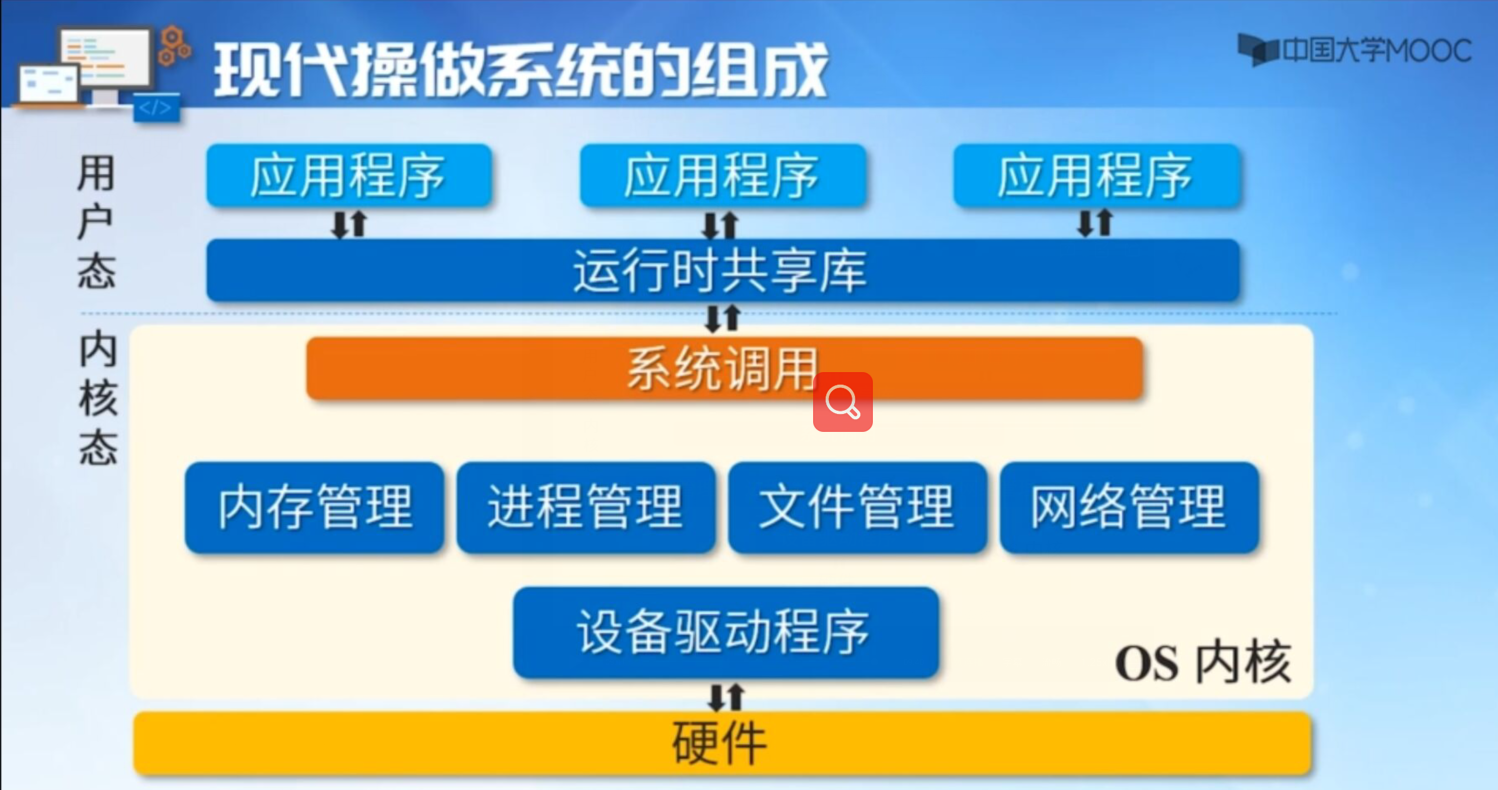 现代操做系统的组成
中国大学MOOC
</>
用户态
应用程序 应用程序 应用程序
运行时共享库
内核态
系统调用
内存管理 进程管理 文件管理 网络管理
设备驱动程序
OS 内核
硬件